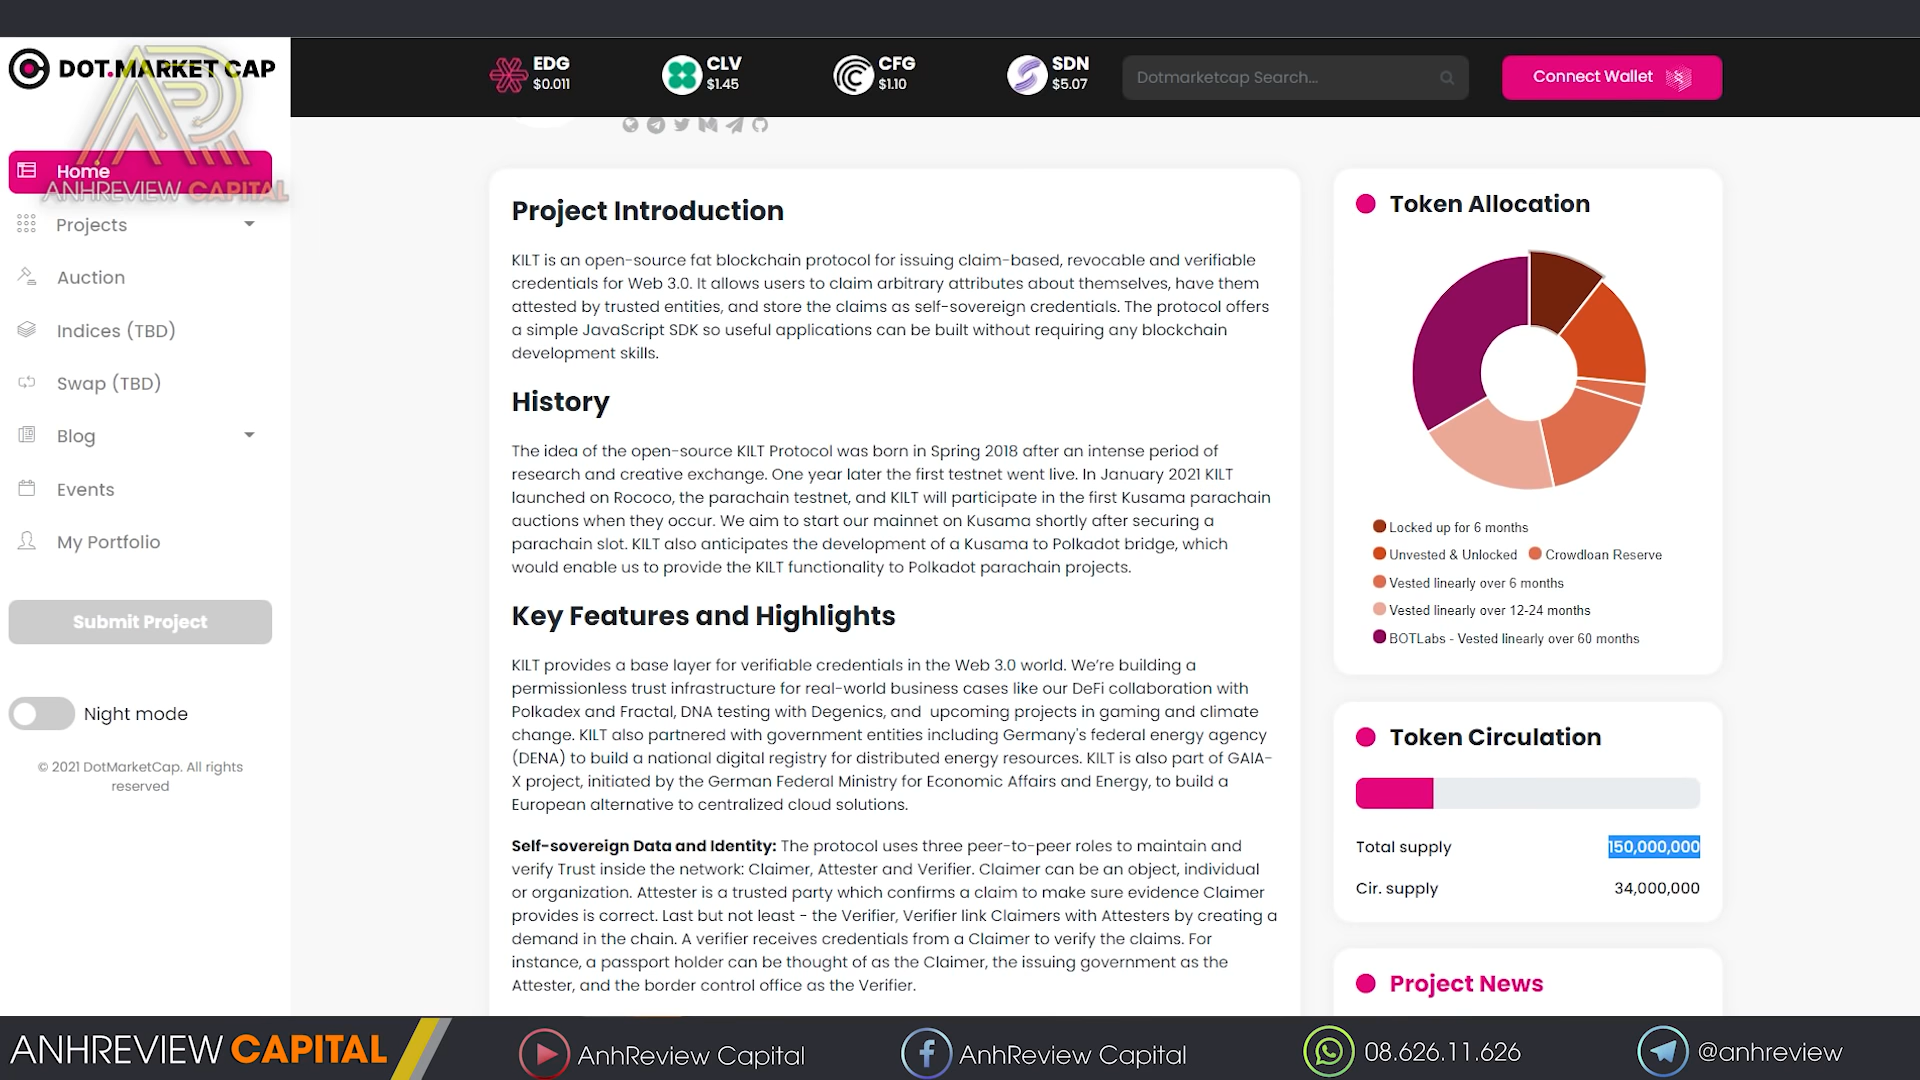 DOT.MARKET CAP
ANHREVIEW CAPITAL
Home
Projects
Auction
Indices (TBD)
Swap (TBD)
Blog
Events
My Portfolio
Submit Project
Night mode
© 2021 DotMarketCap. All rights
reserved
EDG
$0.011
CLV
$1.45
CFG
$1.10
SDN
$5.07
Dotmarketcap Search...
Connect Wallet
Project Introduction
KILT is an open-source fat blockchain protocol for issuing claim-based, revocable and verifiable
credentials for Web 3.0. It allows users to claim arbitrary attributes about themselves, have them
attested by trusted entities, and store the claims as self-sovereign credentials. The protocol offers
a simple JavaScript SDK so useful applications can be built without requiring any blockchain
development skills.
History
The idea of the open-source KILT Protocol was born in Spring 2018 after an intense period of
research and creative exchange. One year later the first testnet went live. In January 2021 KILT
launched on Rococo, the parachain testnet, and KILT will participate in the first Kusama parachain
auctions when they occur. We aim to start our mainnet on Kusama shortly after securing a
parachain slot. KILT also anticipates the development of a Kusama to Polkadot bridge, which
would enable us to provide the KILT functionality to Polkadot parachain projects.
Key Features and Highlights
KILT provides a base layer for verifiable credentials in the Web 3.0 world. We’re building a
permissionless trust infrastructure for real-world business cases like our DeFi collaboration with
Polkadex and Fractal, DNA testing with Degenics, and upcoming projects in gaming and climate
change. KILT also partnered with government entities including Germany's federal energy agency
(DENA) to build a national digital registry for distributed energy resources. KILT is also part of GAIA-
X project, initiated by the German Federal Ministry for Economic Affairs and Energy, to build a
European alternative to centralized cloud solutions.
Self-sovereign Data and Identity: The protocol uses three peer-to-peer roles to maintain and
verify Trust inside the network: Claimer, Attester and Verifier. Claimer can be an object, individual
or organization. Attester is a trusted party which confirms a claim to make sure evidence Claimer
provides is correct. Last but not least - the Verifier, Verifier link Claimers with Attesters by creating a
demand in the chain. A verifier receives credentials from a Claimer to verify the claims. For
instance, a passport holder can be thought of as the Claimer, the issuing government as the
Attester, and the border control office as the Verifier.
Token Allocation
Locked up for 6 months
Unvested & Unlocked Crowdloan Reserve
Vested linearly over 6 months
Vested linearly over 12-24 months
BOTLabs - Vested linearly over 60 months
Token Circulation
Total supply 150,000,000
Cir. supply 34,000,000
Project News
ANHREVIEW CAPITAL
AnhReview Capital
AnhReview Capital
08.626.11.626
@anhreview